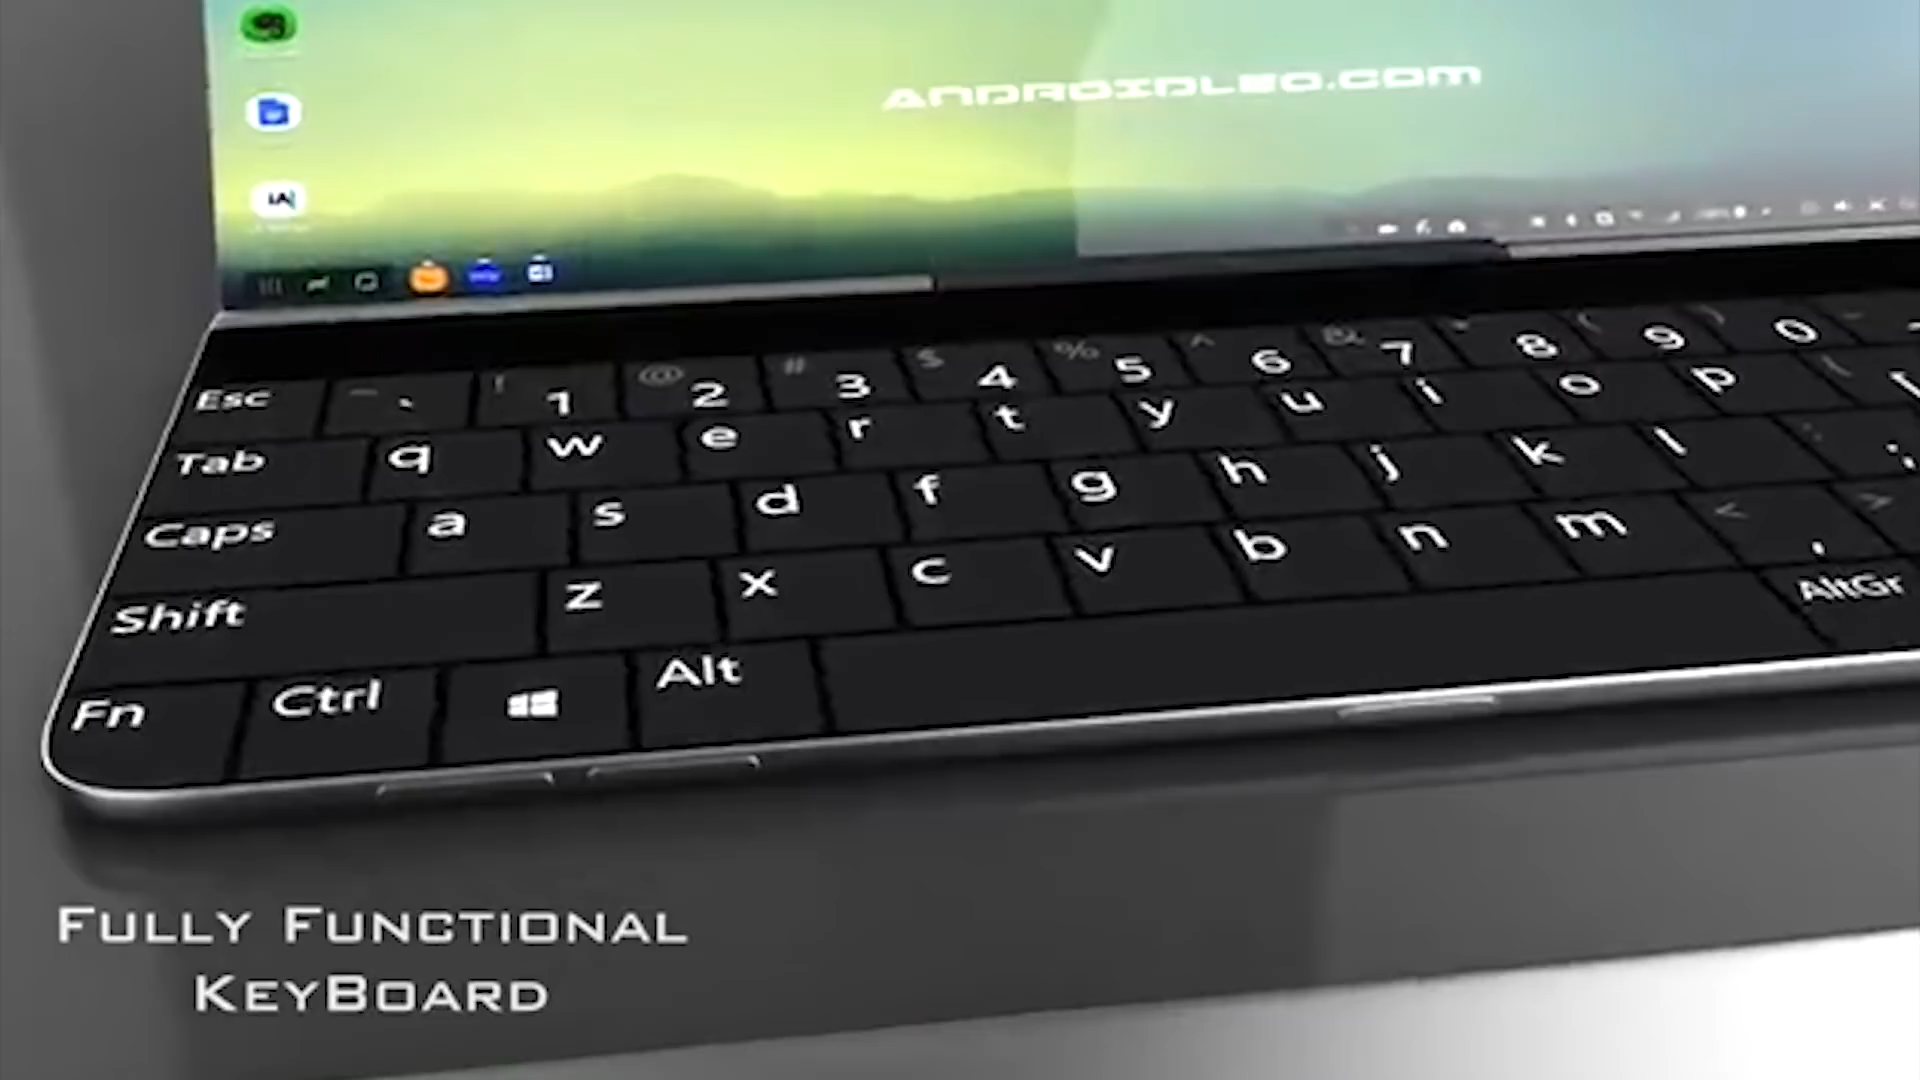 ANDROIDLEO.COM
Esc ~ ` ! 1 @ 2 # 3 $ 4 % 5 ^ 6 & 7 8 ( 9 ) 0
Tab q w e r t y u i o p
Caps a s d f g h j k l ;
Shift z x c v b n m < , >
Fn Ctrl Alt AltGr
FULLY FUNCTIONAL
KEYBOARD